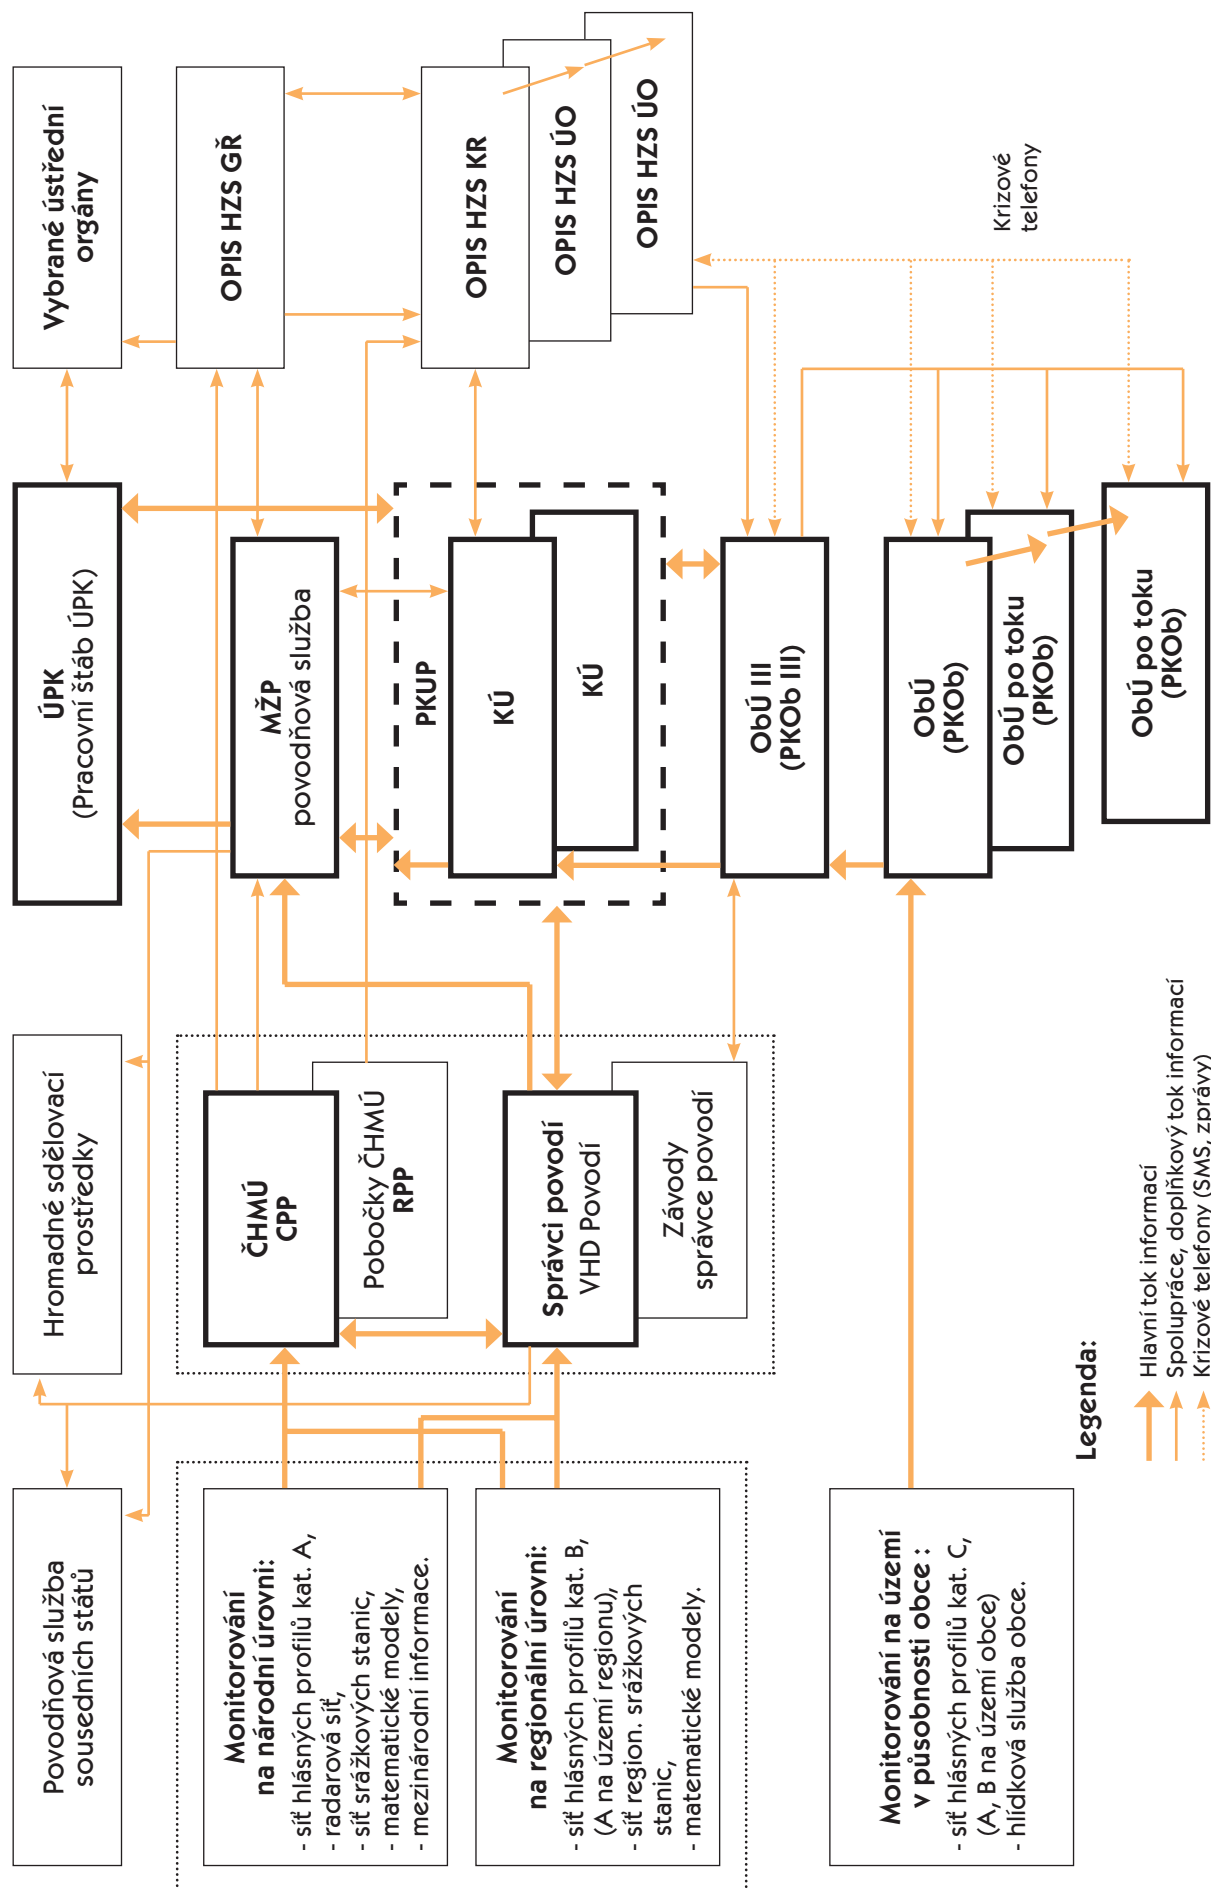 Povodňová služba
sousedních států
Hromadné sdělovací
prostředky
ÚPK
(Pracovní štáb ÚPK)
Vybrané ústřední
orgány
Monitorování
na národní úrovni:
- síť hlásných profilů kat. A,
- radarová síť,
- síť srážkových stanic,
- matematické modely,
- mezinárodní informace.
ČHMÚ
CPP
Pobočky ČHMÚ
RPP
MŽP
povodňová služba
OPIS HZS GŘ
Monitorování
na regionální úrovni:
- síť hlásných profilů kat. B,
(A na území regionu),
- síť region. srážkových
stanic,
- matematické modely.
Správci povodí
VHD Povodí
Závody
správce povodí
PKUP
KÚ
KÚ
OPIS HZS KR
OPIS HZS ÚO
OPIS HZS ÚO
ObÚ III
(PKOb III)
Monitorování na území
v působnosti obce :
- síť hlásných profilů kat. C,
(A, B na území obce)
- hlídková služba obce.
ObÚ
(PKOb)
ObÚ po toku
(PKOb)
ObÚ po toku
(PKOb)
Krizové
telefony
Legenda:
Hlavní tok informací
Spolupráce, doplňkový tok informací
Krizové telefony (SMS, zprávy)